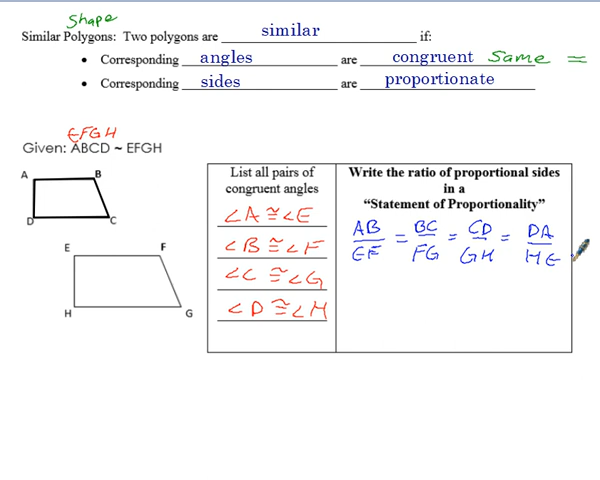 Shape
Similar Polygons: Two polygons are similar if:
• Corresponding angles are congruent Same =
• Corresponding sides are proportionate
EFGH
Given: ABCD ~ EFGH
A B
D C
E F
H G
List all pairs of congruent angles
∠A ≅ ∠E
∠B ≅ ∠F
∠C ≅ ∠G
∠D ≅ ∠H
Write the ratio of proportional sides
in a
“Statement of Proportionality”
AB/EF = BC/FG = CD/GH = DA/HE